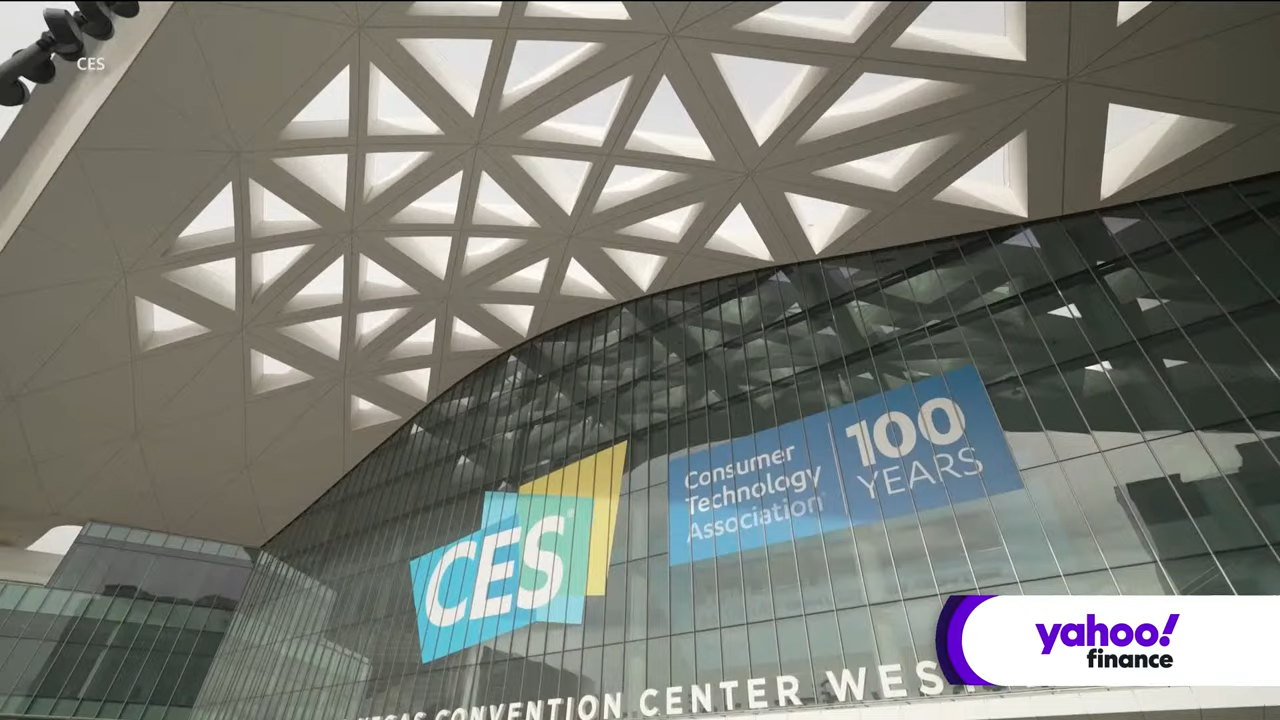 CES
Consumer
Technology
Association
100
YEARS
CES
CONVENTION CENTER WES
yahoo!
finance